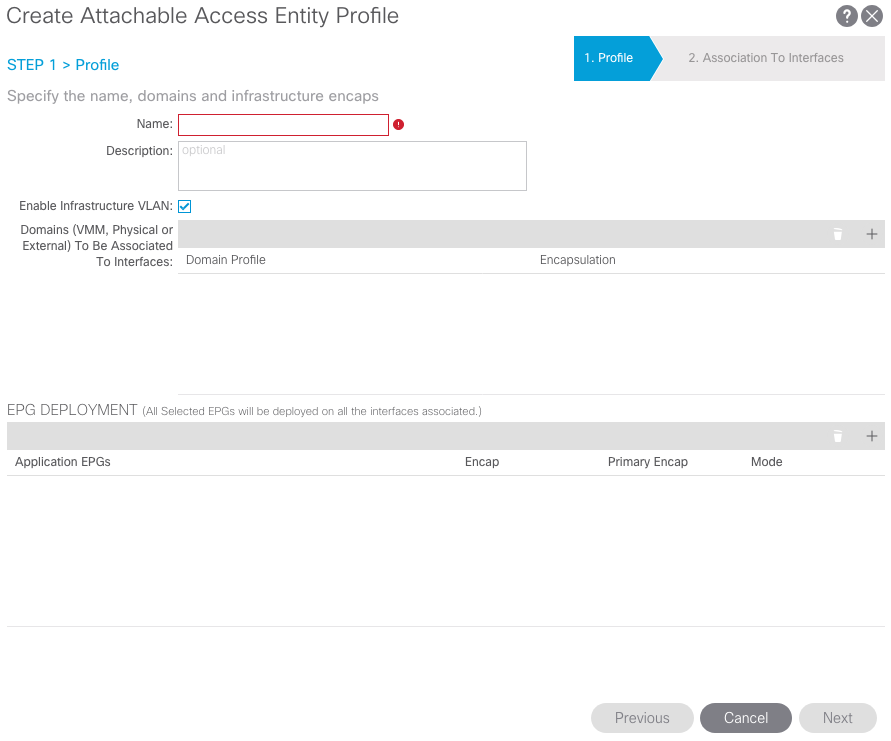 Create Attachable Access Entity Profile
STEP 1 > Profile
1. Profile
2. Association To Interfaces
Specify the name, domains and infrastructure encaps
Name:
Description:
optional
Enable Infrastructure VLAN:
Domains (VMM, Physical or
External) To Be Associated
To Interfaces:
Domain Profile
Encapsulation
EPG DEPLOYMENT (All Selected EPGs will be deployed on all the interfaces associated.)
Application EPGs
Encap
Primary Encap
Mode
Previous
Cancel
Next